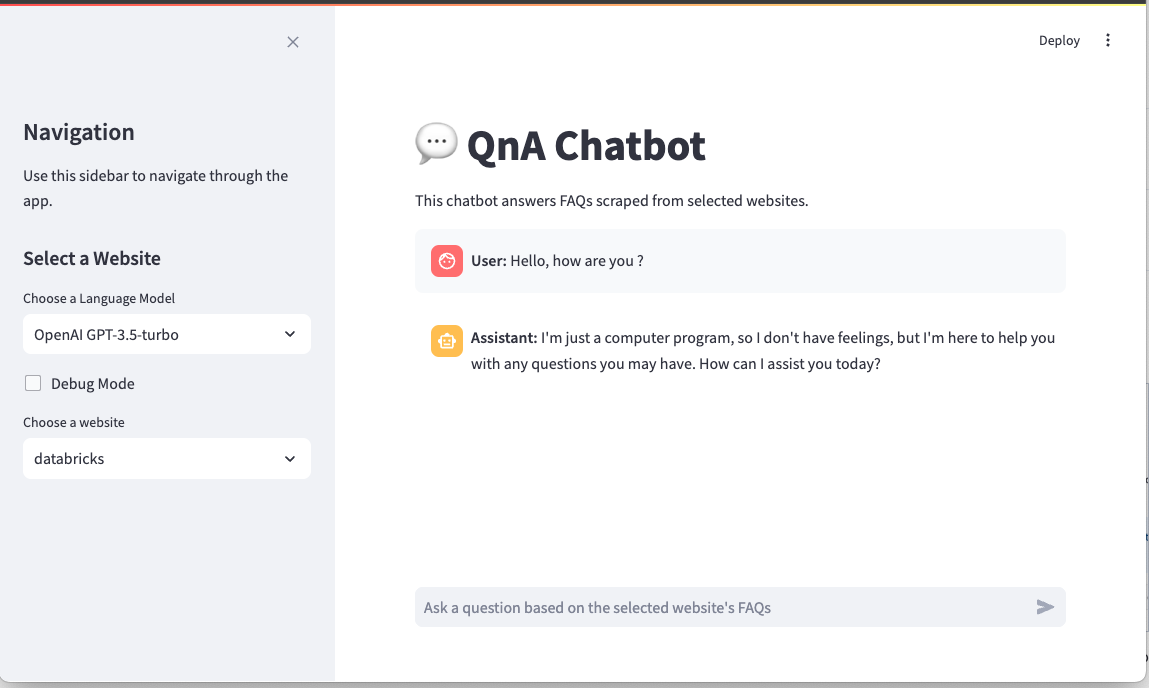 Deploy
Navigation
Use this sidebar to navigate through the
app.
Select a Website
Choose a Language Model
OpenAI GPT-3.5-turbo
Debug Mode
Choose a website
databricks
QnA Chatbot
This chatbot answers FAQs scraped from selected websites.
User: Hello, how are you ?
Assistant: I'm just a computer program, so I don't have feelings, but I'm here to help you
with any questions you may have. How can I assist you today?
Ask a question based on the selected website's FAQs